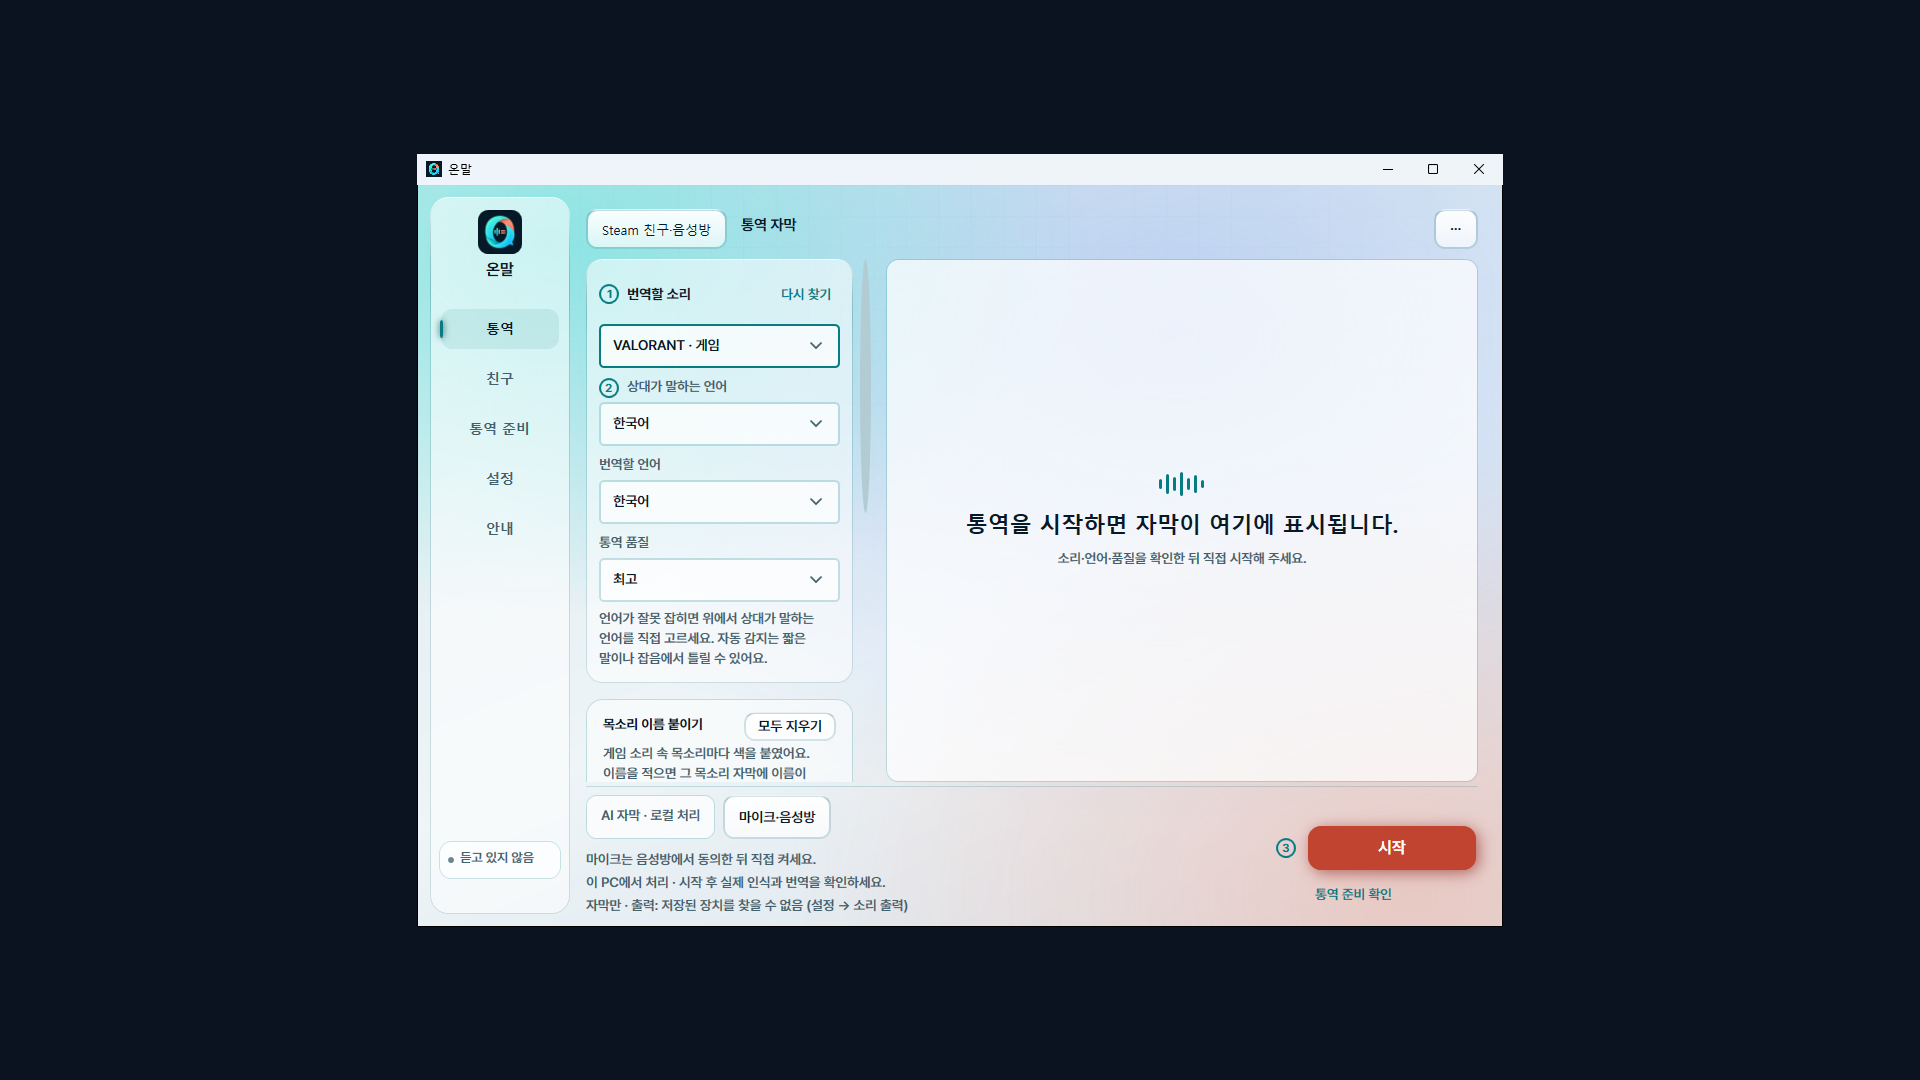 온말
온말
통역
친구
통역 준비
설정
안내
듣고 있지 않음
Steam 친구·음성방
통역 자막
...
1 번역할 소리
다시 찾기
VALORANT · 게임
2 상대가 말하는 언어
한국어
번역할 언어
한국어
통역 품질
최고
언어가 잘못 잡히면 위에서 상대가 말하는
언어를 직접 고르세요. 자동 감지는 짧은
말이나 잡음에서 틀릴 수 있어요.
목소리 이름 붙이기
모두 지우기
게임 소리 속 목소리마다 색을 붙였어요.
이름을 적으면 그 목소리 자막에 이름이
통역을 시작하면 자막이 여기에 표시됩니다.
소리·언어·품질을 확인한 뒤 직접 시작해 주세요.
AI 자막 · 로컬 처리
마이크·음성방
마이크는 음성방에서 동의한 뒤 직접 켜세요.
이 PC에서 처리 · 시작 후 실제 인식과 번역을 확인하세요.
자막만 · 출력: 저장된 장치를 찾을 수 없음 (설정 → 소리 출력)
3 시작
통역 준비 확인